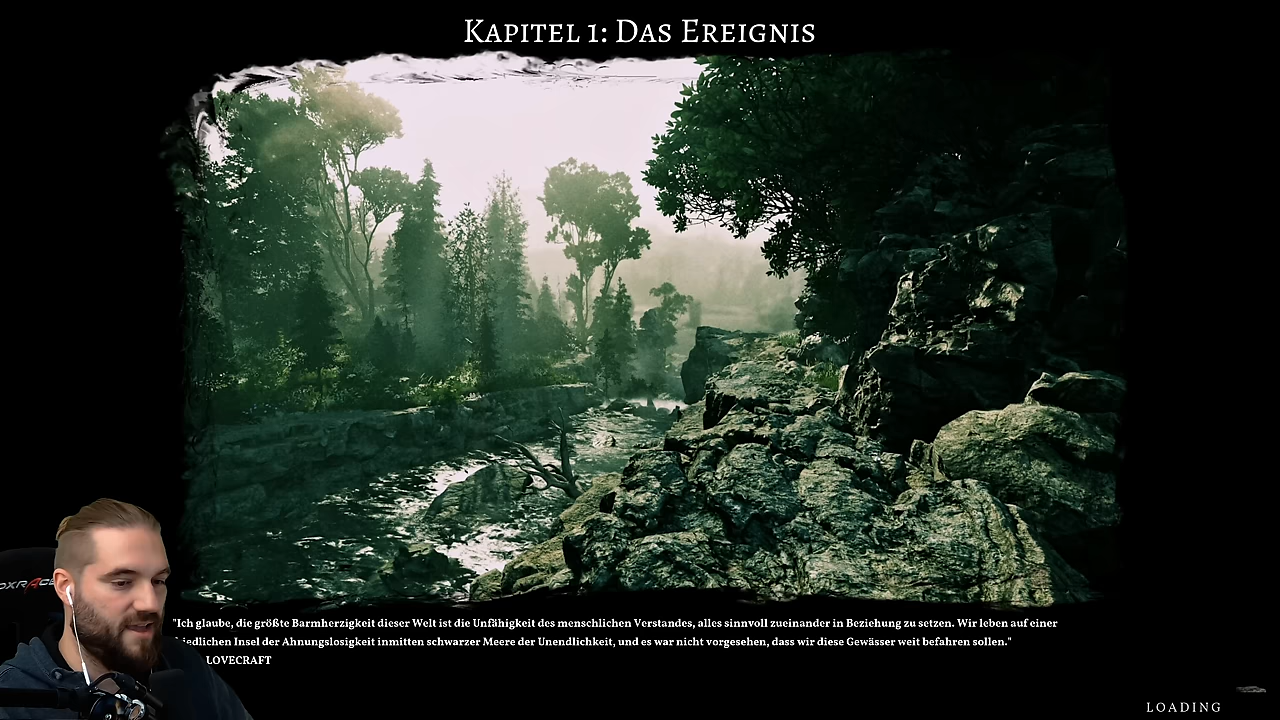 Kapitel 1: Das Ereignis
"Ich glaube, die größte Barmherzigkeit dieser Welt ist die Unfähigkeit des menschlichen Verstandes, alles sinnvoll zueinander in Beziehung zu setzen. Wir leben auf einer
Insel der Ahnungslosigkeit inmitten schwarzer Meere der Unendlichkeit, und es war nicht vorgesehen, dass wir diese Gewässer weit befahren sollen."
LOVECRAFT
LOADING